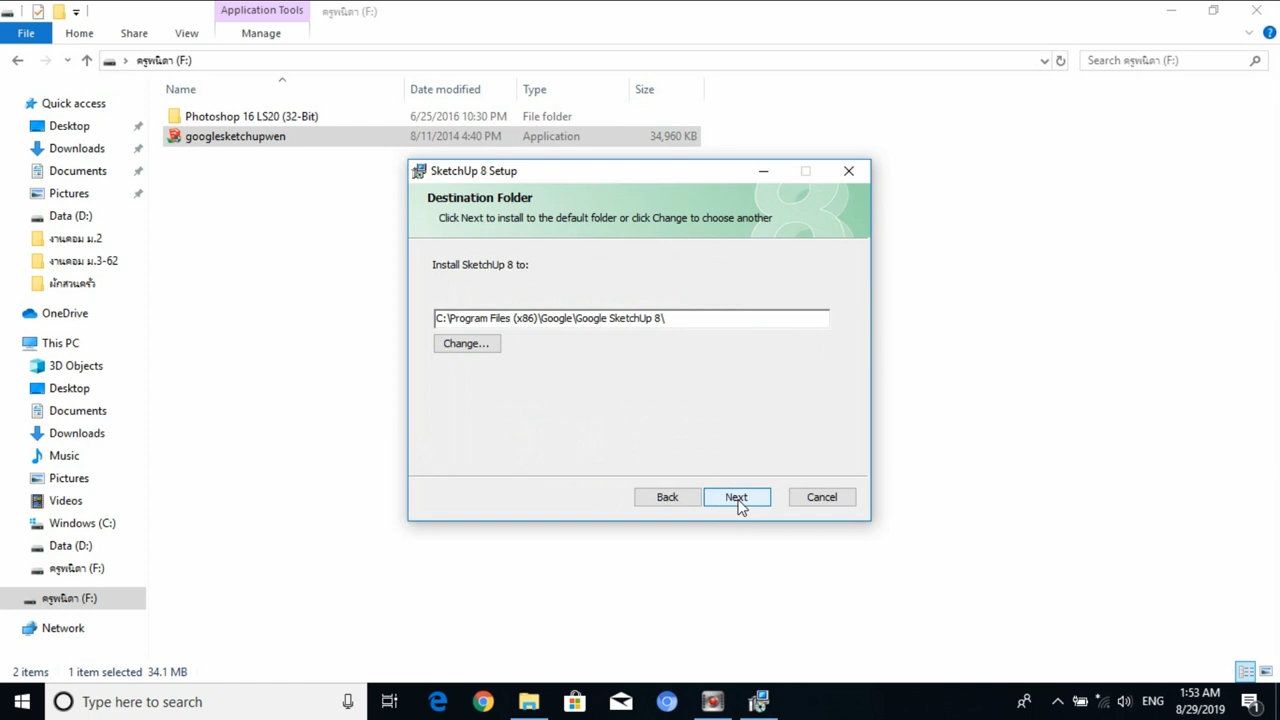 Application Tools
ครูพนิดา (F:)
File
Home
Share
View
Manage
ครูพนิดา (F:)
Search ครูพนิดา (F:)
Name
Date modified
Type
Size
Photoshop 16 LS20 (32-Bit)
6/25/2016 10:30 PM
File folder
googlesketchupwen
8/11/2014 4:40 PM
Application
34,960 KB
Quick access
Desktop
Downloads
Documents
Pictures
Data (D:)
งานคอม ม.2
งานคอม ม.3-62
ผักสวนครัว
OneDrive
This PC
3D Objects
Desktop
Documents
Downloads
Music
Pictures
Videos
Windows (C:)
Data (D:)
ครูพนิดา (F:)
ครูพนิดา (F:)
Network
SketchUp 8 Setup
Destination Folder
Click Next to install to the default folder or click Change to choose another
8
Install SketchUp 8 to:
C:\Program Files (x86)\Google\Google SketchUp 8\
Change...
Back
Next
Cancel
2 items
1 item selected 34.1 MB
Type here to search
ENG
1:53 AM
8/29/2019
1